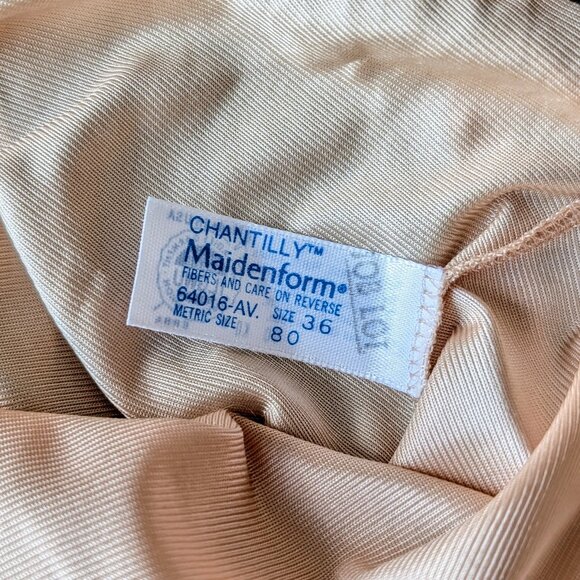 CHANTILLY™
Maidenform®
FIBERS AND CARE ON REVERSE
64016-AV. SIZE 36
METRIC SIZE 80